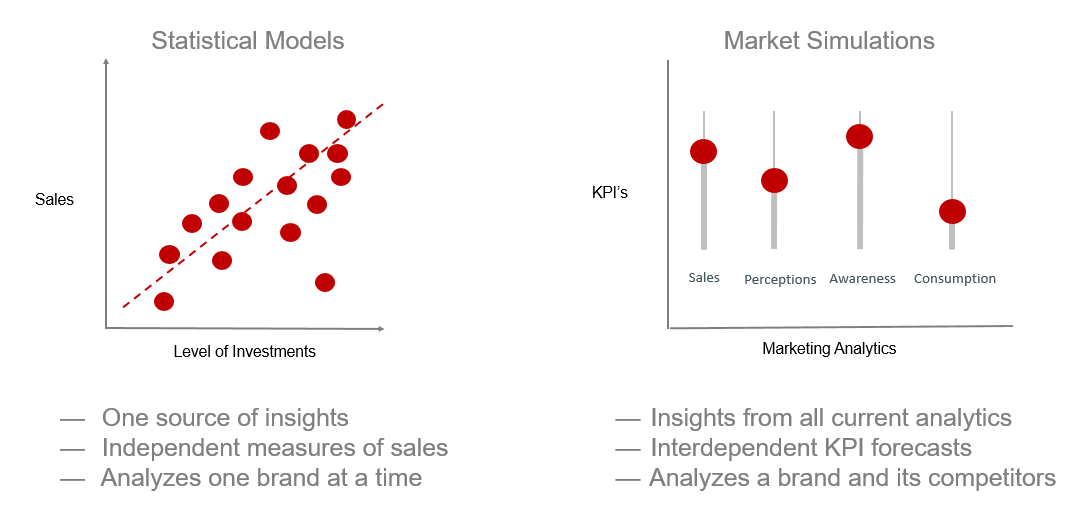 Statistical Models
Sales
Level of Investments
— One source of insights
— Independent measures of sales
— Analyzes one brand at a time
Market Simulations
KPI’s
Sales
Perceptions
Awareness
Consumption
Marketing Analytics
— Insights from all current analytics
— Interdependent KPI forecasts
— Analyzes a brand and its competitors